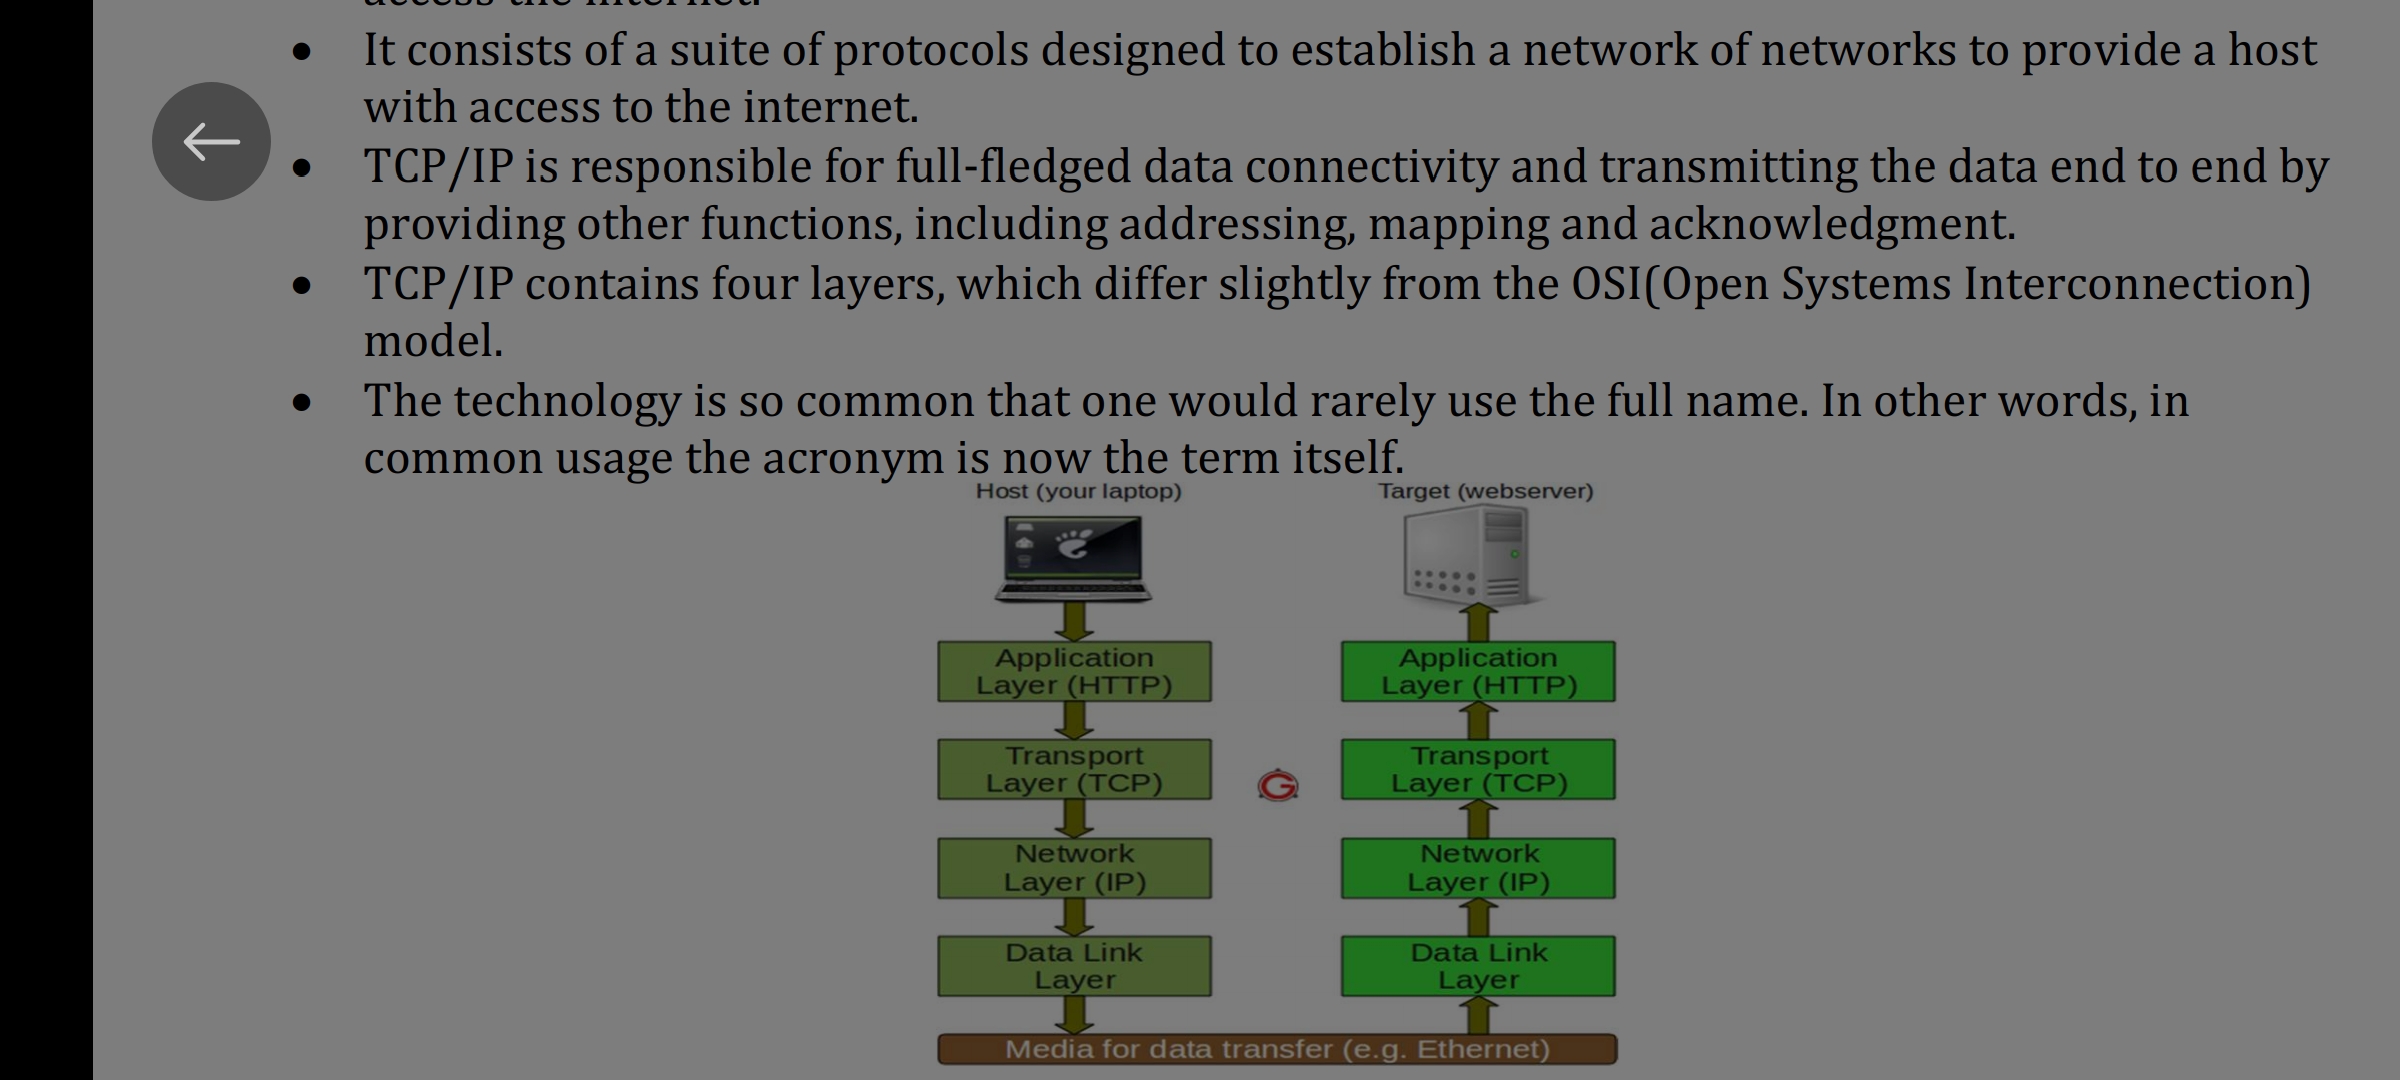 It consists of a suite of protocols designed to establish a network of networks to provide a host
with access to the internet.
TCP/IP is responsible for full-fledged data connectivity and transmitting the data end to end by
providing other functions, including addressing, mapping and acknowledgment.
TCP/IP contains four layers, which differ slightly from the OSI(Open Systems Interconnection)
model.
The technology is so common that one would rarely use the full name. In other words, in
common usage the acronym is now the term itself.
Host (your laptop)
Application
Layer (HTTP)
Transport
Layer (TCP)
Network
Layer (IP)
Data Link
Layer
Target (webserver)
Application
Layer (HTTP)
Transport
Layer (TCP)
Network
Layer (IP)
Data Link
Layer
G
Media for data transfer (e.g. Ethernet)